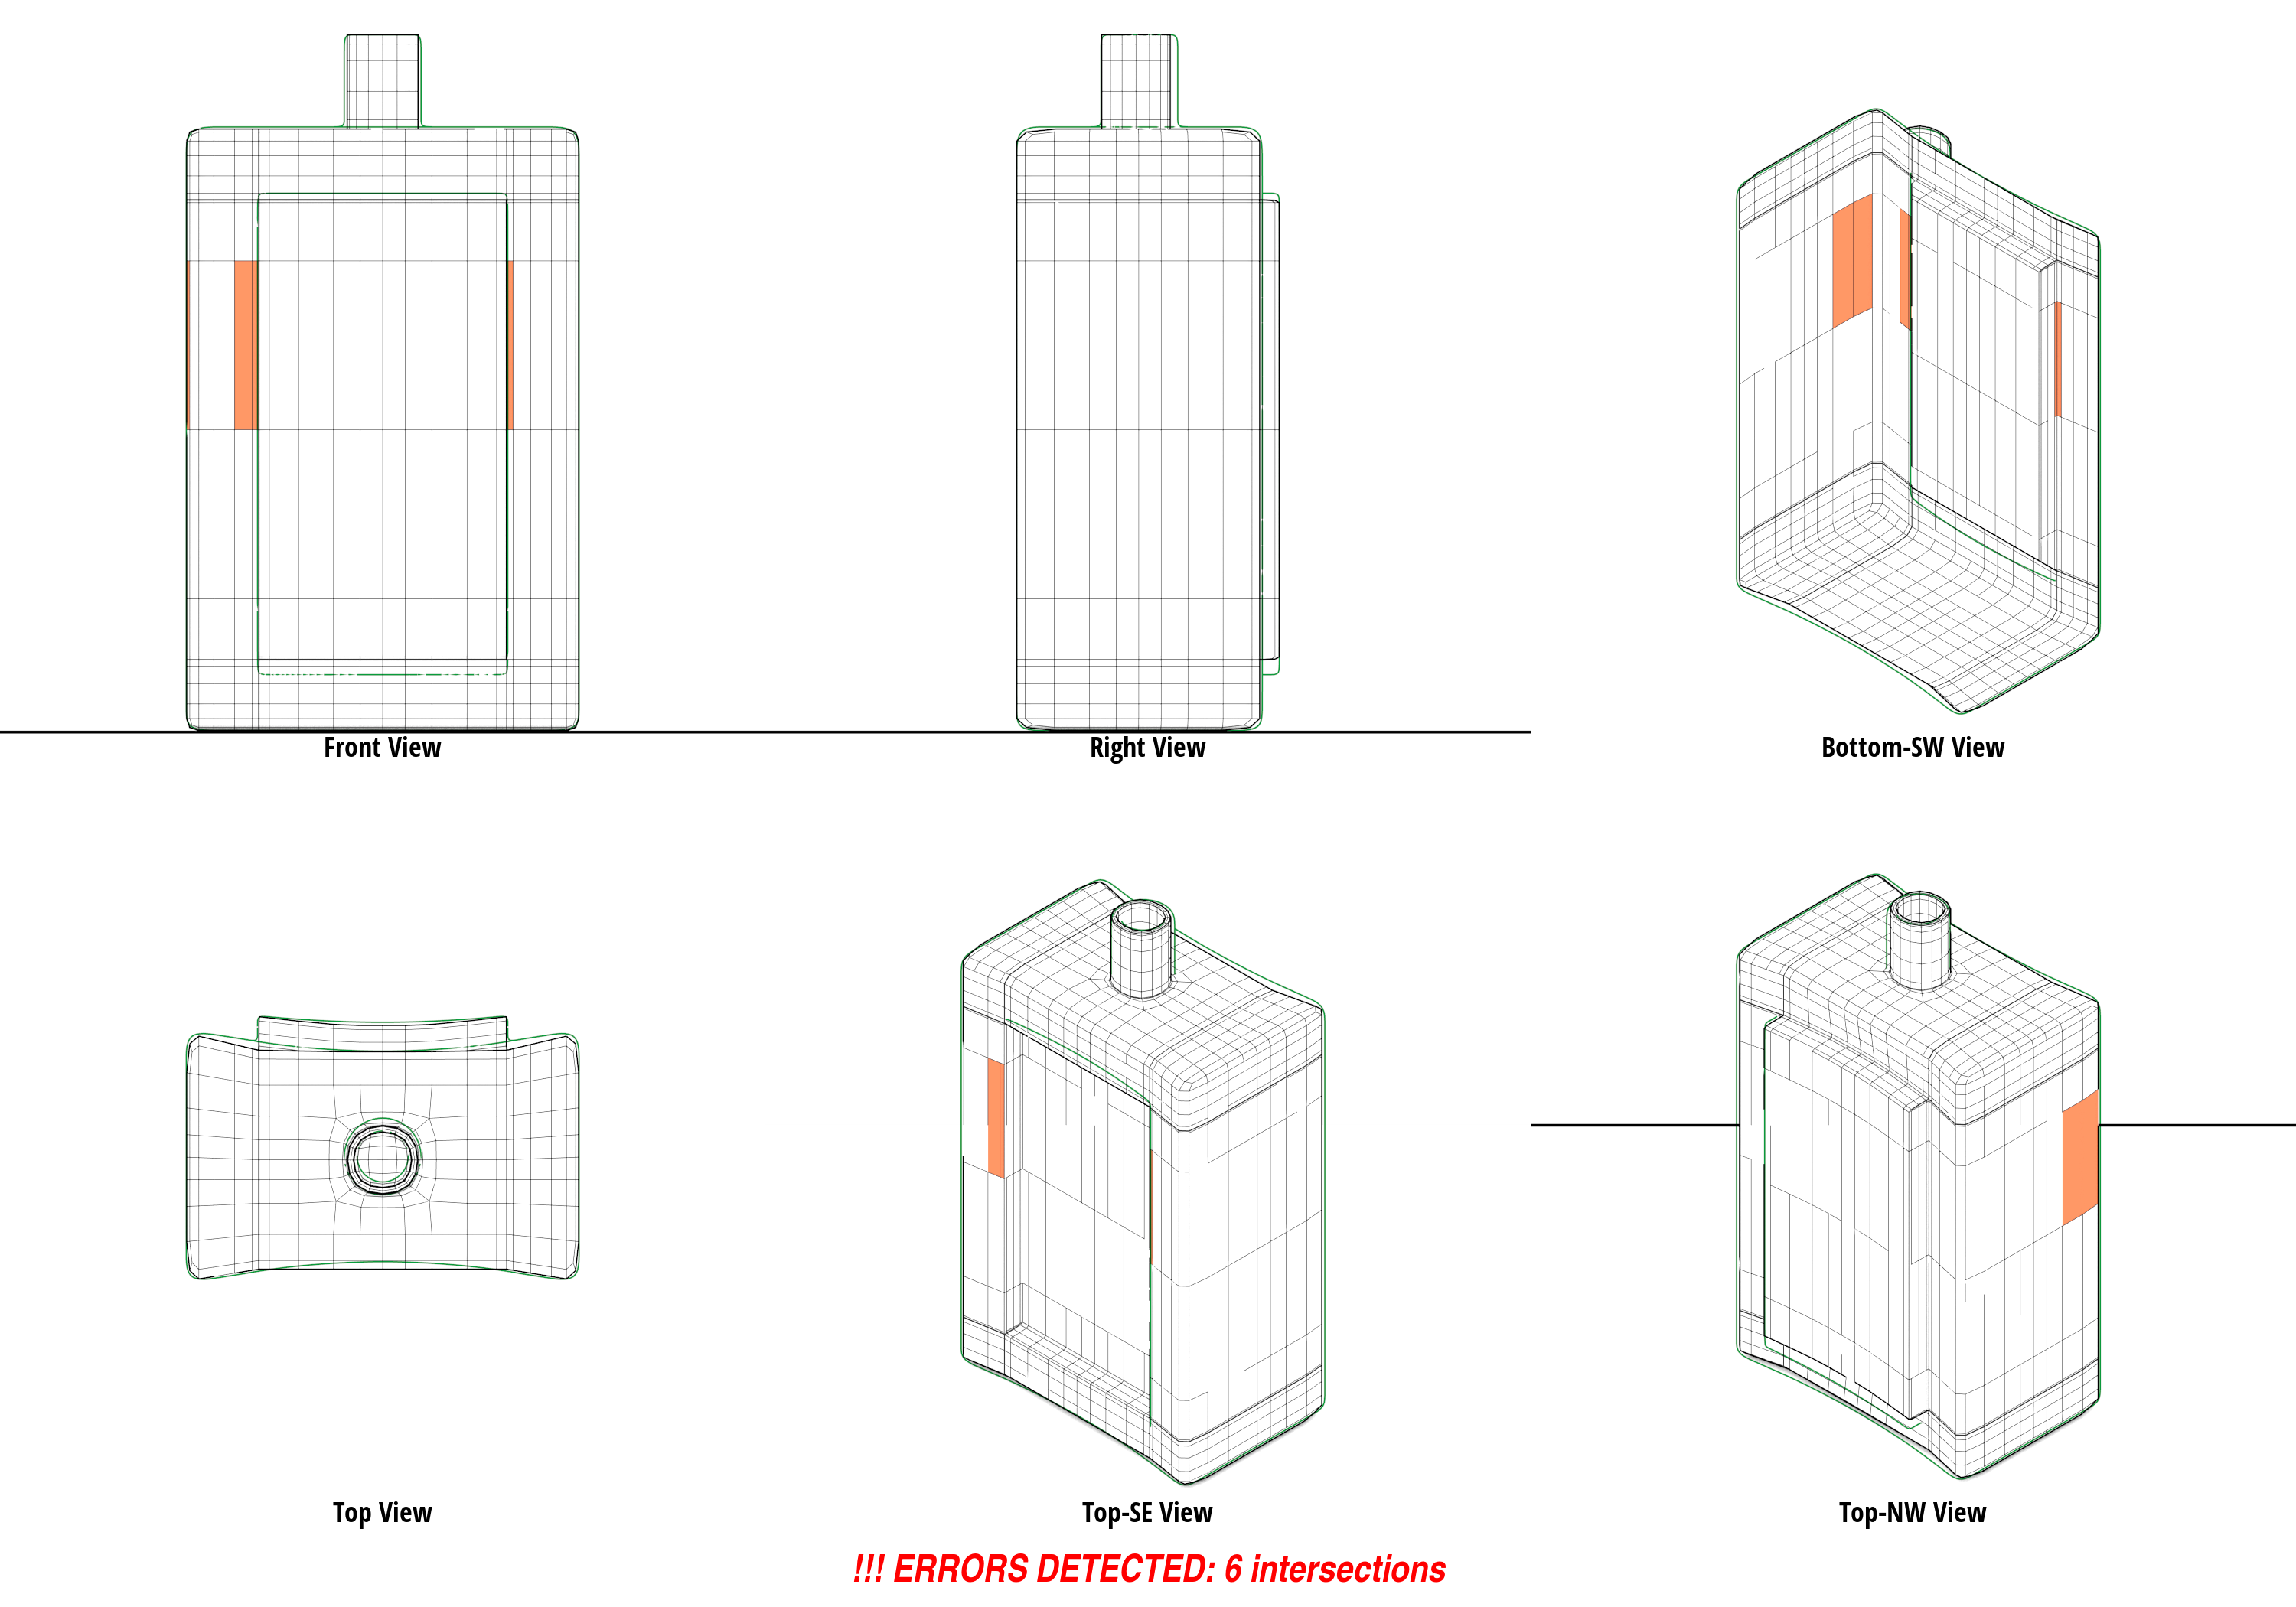 Front View
Right View
Bottom-SW View
Top View
Top-SE View
Top-NW View
!!! ERRORS DETECTED: 6 intersections